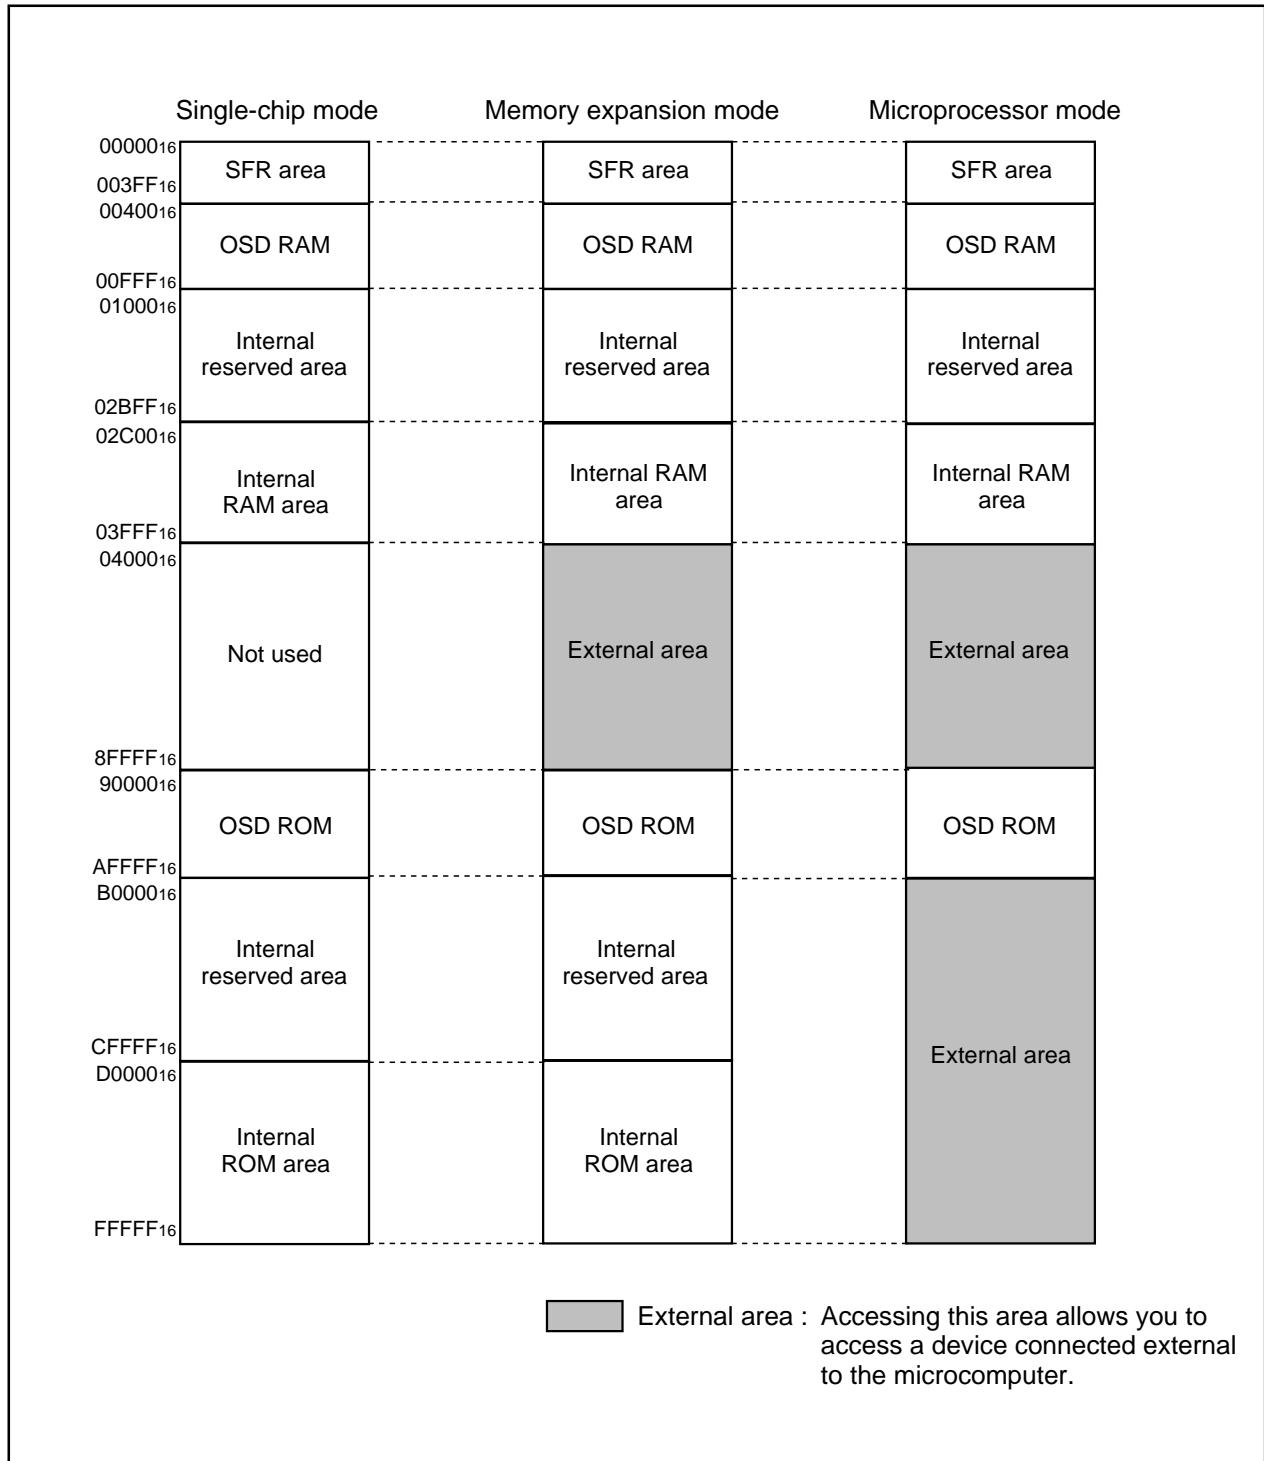 Single-chip mode Memory expansion mode Microprocessor mode
0000016
SFR area SFR area SFR area
003FF16
0040016
OSD RAM OSD RAM OSD RAM
00FFF16
0100016
Internal Internal Internal
reserved area reserved area reserved area
02BFF16
02C0016
Internal RAM Internal RAM
area area
Internal
RAM area
03FFF16
0400016
Not used External area External area
8FFFF16
9000016
OSD ROM OSD ROM OSD ROM
AFFFF16
B000016
Internal Internal
reserved area reserved area
CFFFF16
External area
D000016
Internal Internal
ROM area ROM area
FFFFF16
External area : Accessing this area allows you to
access a device connected external
to the microcomputer.